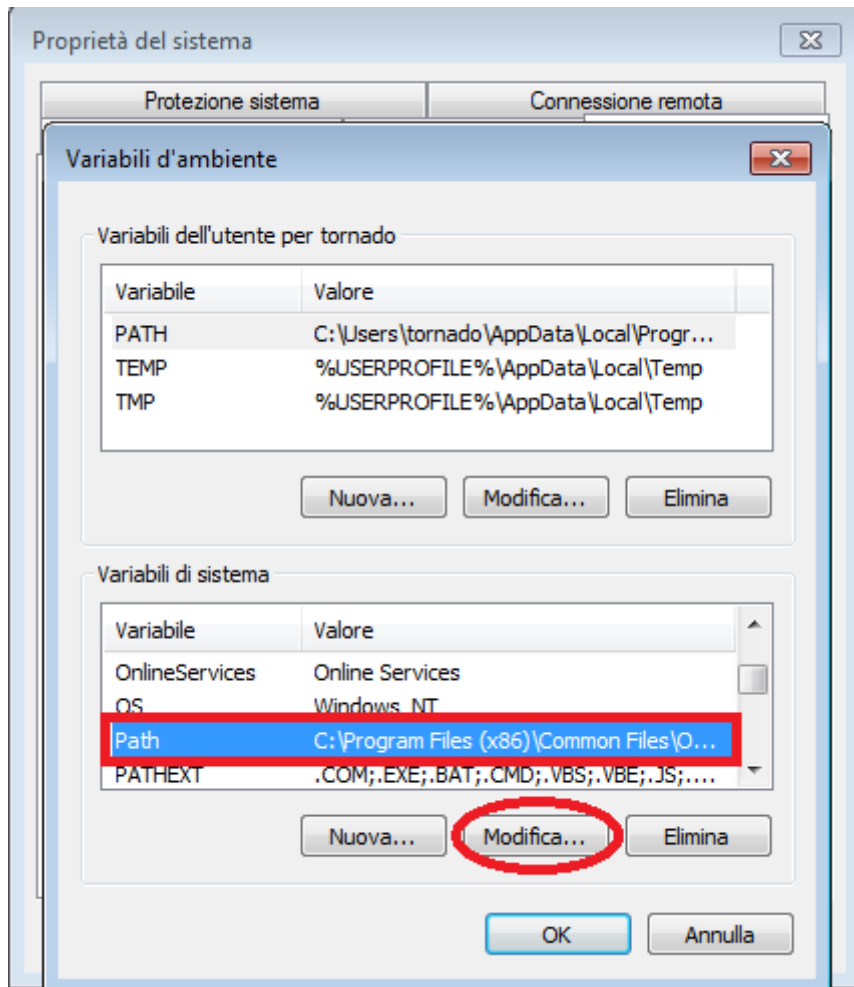 Proprietà del sistema
Protezione sistema Connessione remota
Variabili d'ambiente
Variabili dell'utente per tornado
Variabile Valore
PATH C:\Users\tornado\AppData\Local\Progr...
TEMP %USERPROFILE%\AppData\Local\Temp
TMP %USERPROFILE%\AppData\Local\Temp
Nuova... Modifica... Elimina
Variabili di sistema
Variabile Valore
OnlineServices Online Services
OS Windows_NT
Path C:\Program Files (x86)\Common Files\O...
PATHEXT .COM;.EXE;.BAT;.CMD;.VBS;.VBE;.JS;....
Nuova... Modifica... Elimina
OK Annulla